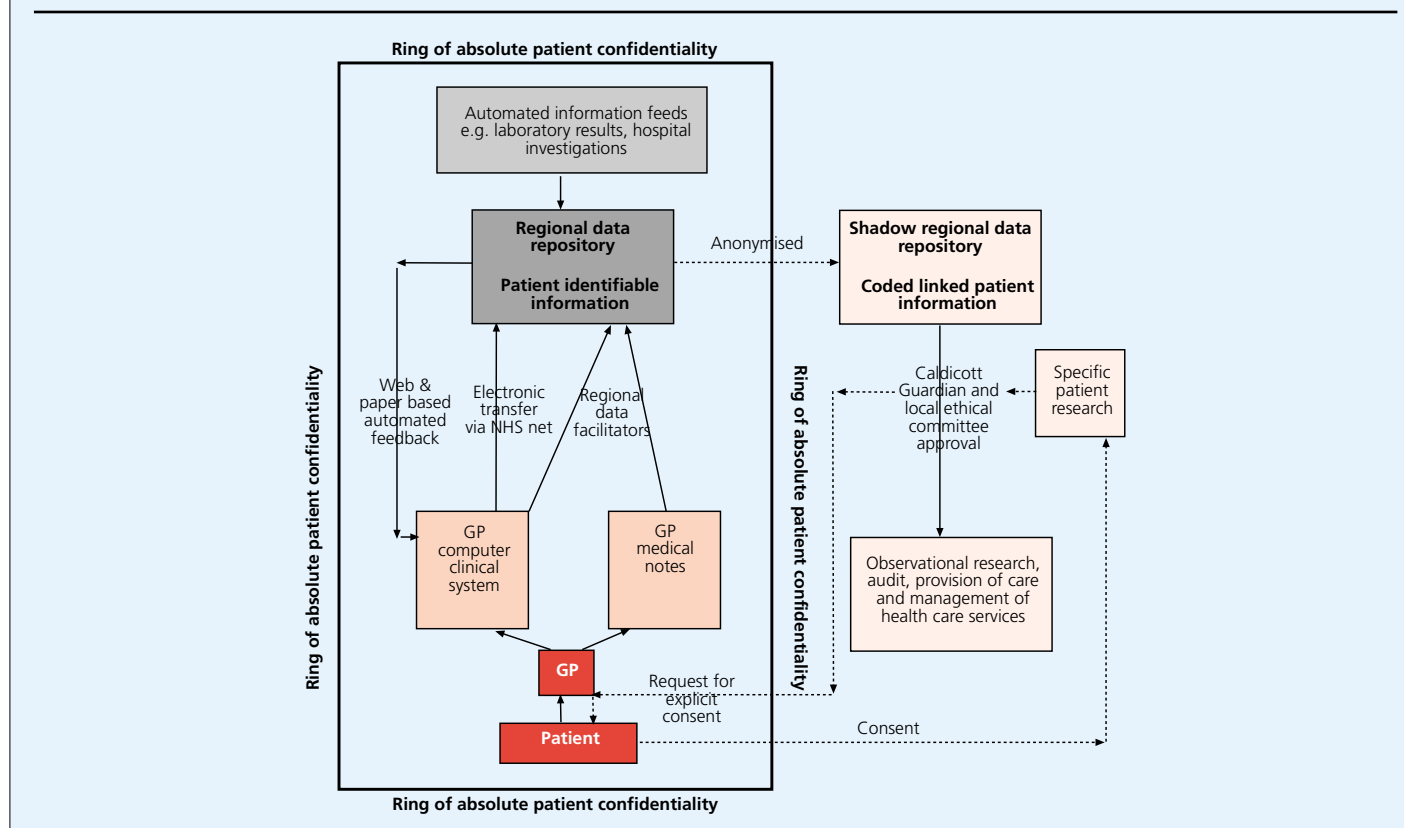 Ring of absolute patient confidentiality
Automated information feeds
e.g. laboratory results, hospital
investigations
Regional data
repository
Patient identifiable
information
Anonymised
Shadow regional data
repository
Coded linked patient
information
Ring of absolute patient confidentiality
Web &
paper based
automated
feedback
Electronic
transfer
via NHS net
Regional
data
facilitators
Ring of absolute patient confidentiality
Caldicott
Guardian and
local ethical
committee
approval
Specific
patient
research
GP
computer
clinical
system
GP
medical
notes
Observational research,
audit, provision of care
and management of
health care services
GP
Request for
explicit
consent
Patient
Consent
Ring of absolute patient confidentiality